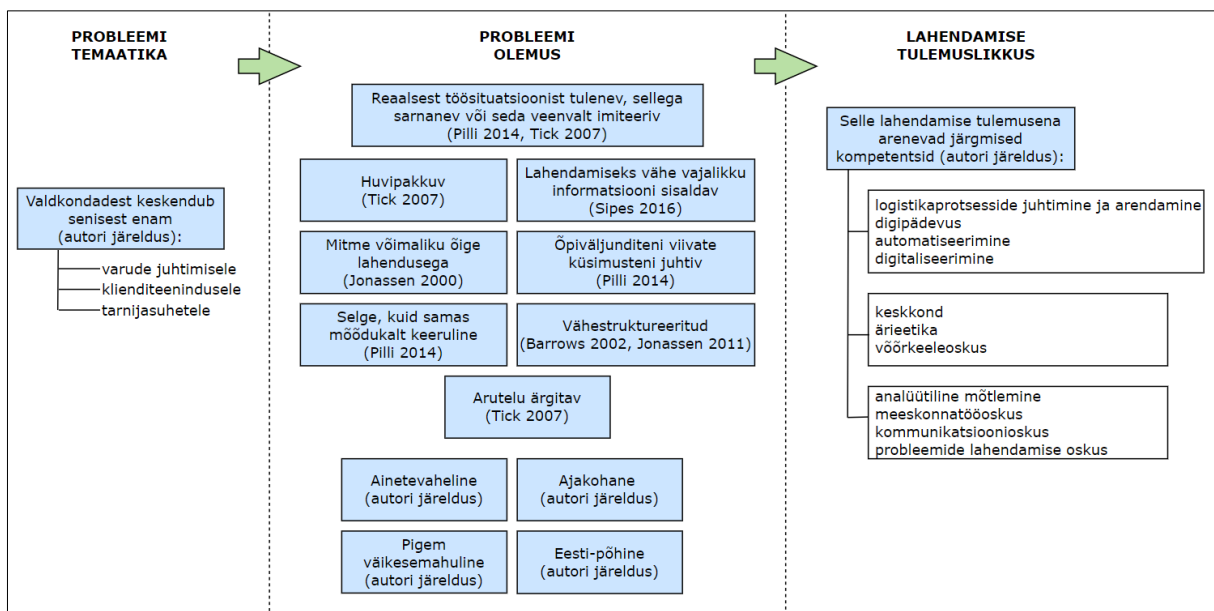 PROBLEEMI
TEMAATIKA
Valdkondadest keskendub
senisest enam
(autori järeldus):
varude juhtimisele
klienditeenindusele
tarnijasuhetele
PROBLEEMI
OLEMUS
Reaalsest töösituatsioonist tulenev, sellega
sarnanev või seda veenvalt imiteeriv
(Pilli 2014, Tick 2007)
Huvipakkuv
(Tick 2007)
Lahendamiseks vähe vajalikku
informatsiooni sisaldav
(Sipes 2016)
Mitme võimaliku õige
lahendusega
(Jonassen 2000)
Õpiväljunditeni viivate
küsimusteni juhtiv
(Pilli 2014)
Selge, kuid samas
mõõdukalt keeruline
(Pilli 2014)
Vähestruktureeritud
(Barrows 2002, Jonassen 2011)
Arutelu ärgitav
(Tick 2007)
Ainetevaheline
(autori järeldus)
Ajakohane
(autori järeldus)
Pigem
väikesemahuline
(autori järeldus)
Eesti-põhine
(autori järeldus)
LAHENDAMISE
TULEMUSLIKKUS
Selle lahendamise tulemusena
arenevad järgmised
kompetentsid (autori järeldus):
logistikaprotsesside juhtimine ja arendamine
digipädevus
automatiseerimine
digitaliseerimine
keskkond
ärieetika
võõrkeeleoskus
analüütiline mõtlemine
meeskonnatööoskus
kommunikatsioonioskus
probleemide lahendamise oskus